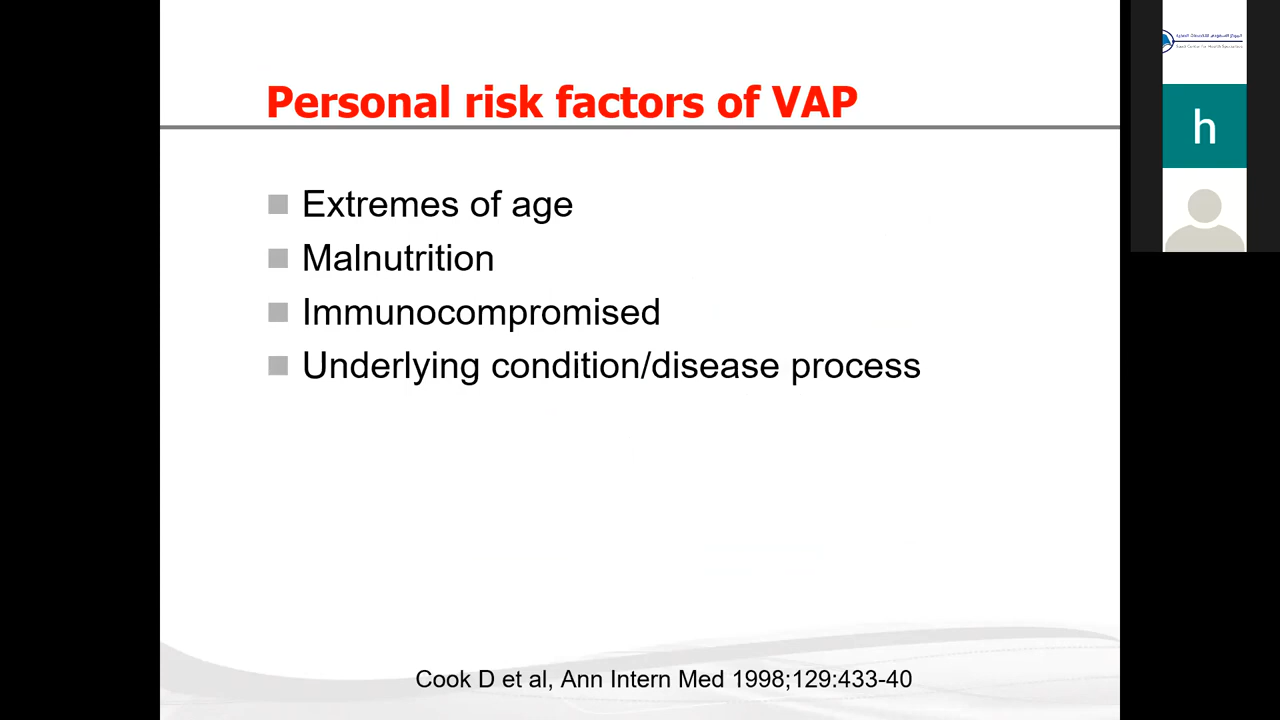 Personal risk factors of VAP
Extremes of age
Malnutrition
Immunocompromised
Underlying condition/disease process
Cook D et al, Ann Intern Med 1998;129:433-40
h